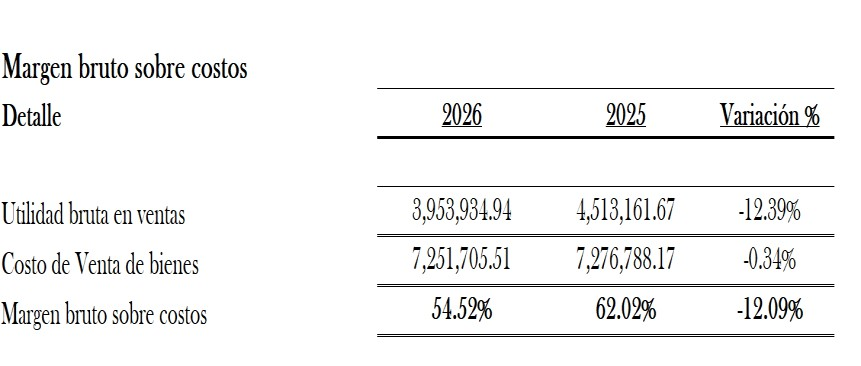 Margen bruto sobre costos
Detalle 2026 2025 Variación %
Utilidad bruta en ventas 3,953,934.94 4,513,161.67 -12.39%
Costo de Venta de bienes 7,251,705.51 7,276,788.17 -0.34%
Margen bruto sobre costos 54.52% 62.02% -12.09%